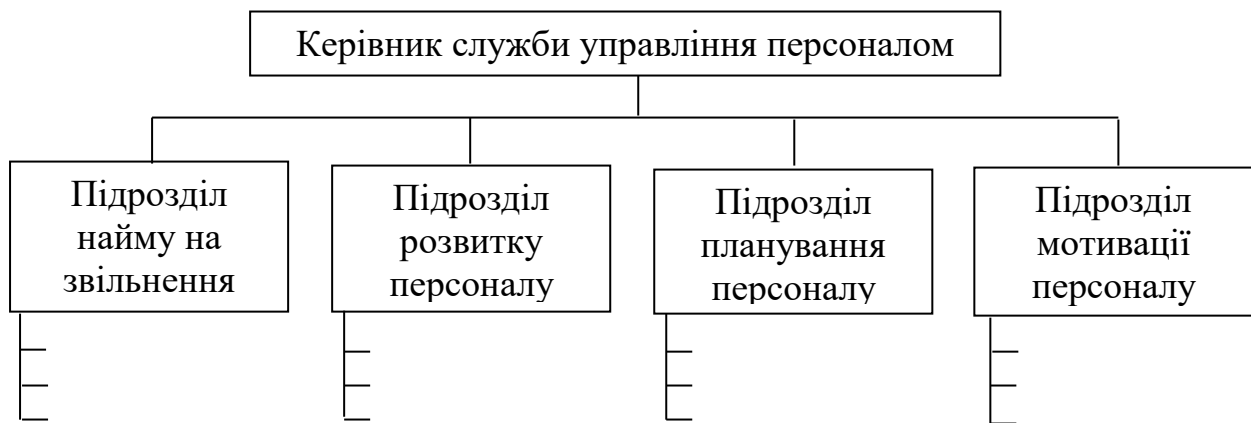 Керівник служби управління персоналом
Підрозділ
найму на
звільнення
Підрозділ
розвитку
персоналу
Підрозділ
планування
персоналу
Підрозділ
мотивації
персоналу